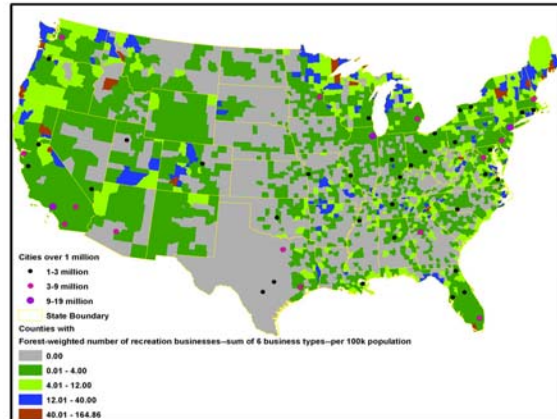 Cities over 1 million
1-3 million
3-9 million
9-19 million
State Boundary
Counties with
Forest-weighted number of recreation businesses--sum of 6 business types--per 100k population
0.00
0.01 - 4.00
4.01 - 12.00
12.01 - 40.00
40.01 - 164.86